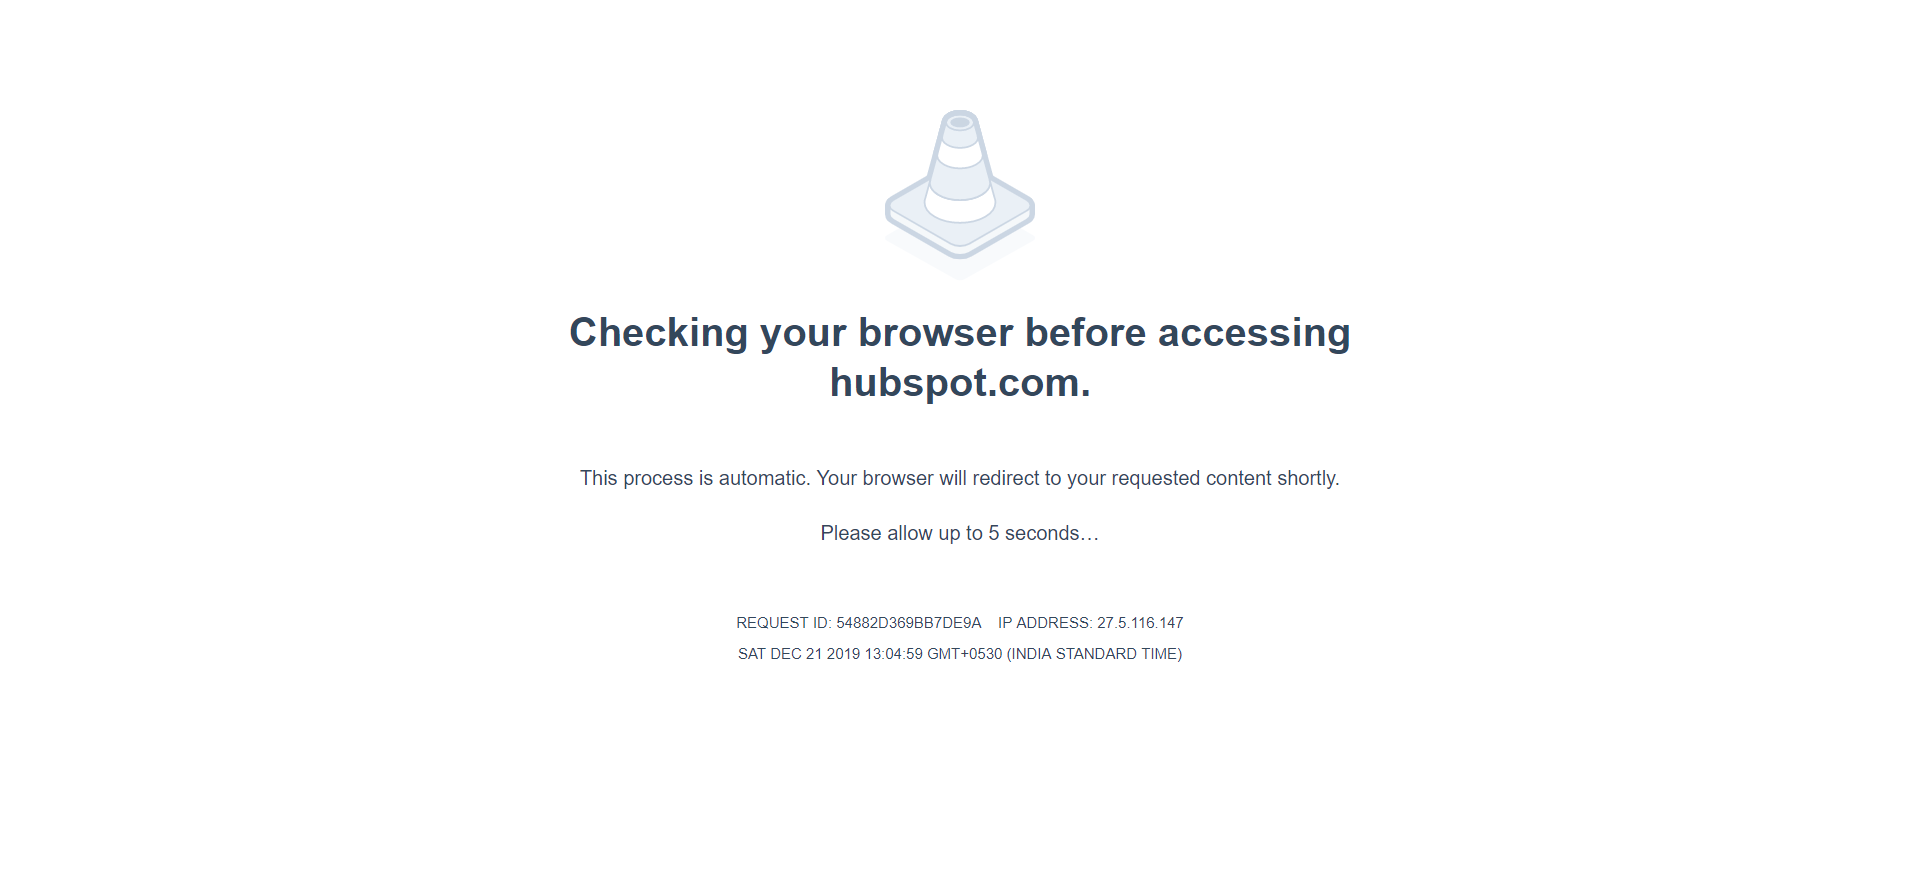 Checking your browser before accessing
hubspot.com.
This process is automatic. Your browser will redirect to your requested content shortly.
Please allow up to 5 seconds…
REQUEST ID: 54882D369BB7DE9A IP ADDRESS: 27.5.116.147
SAT DEC 21 2019 13:04:59 GMT+0530 (INDIA STANDARD TIME)